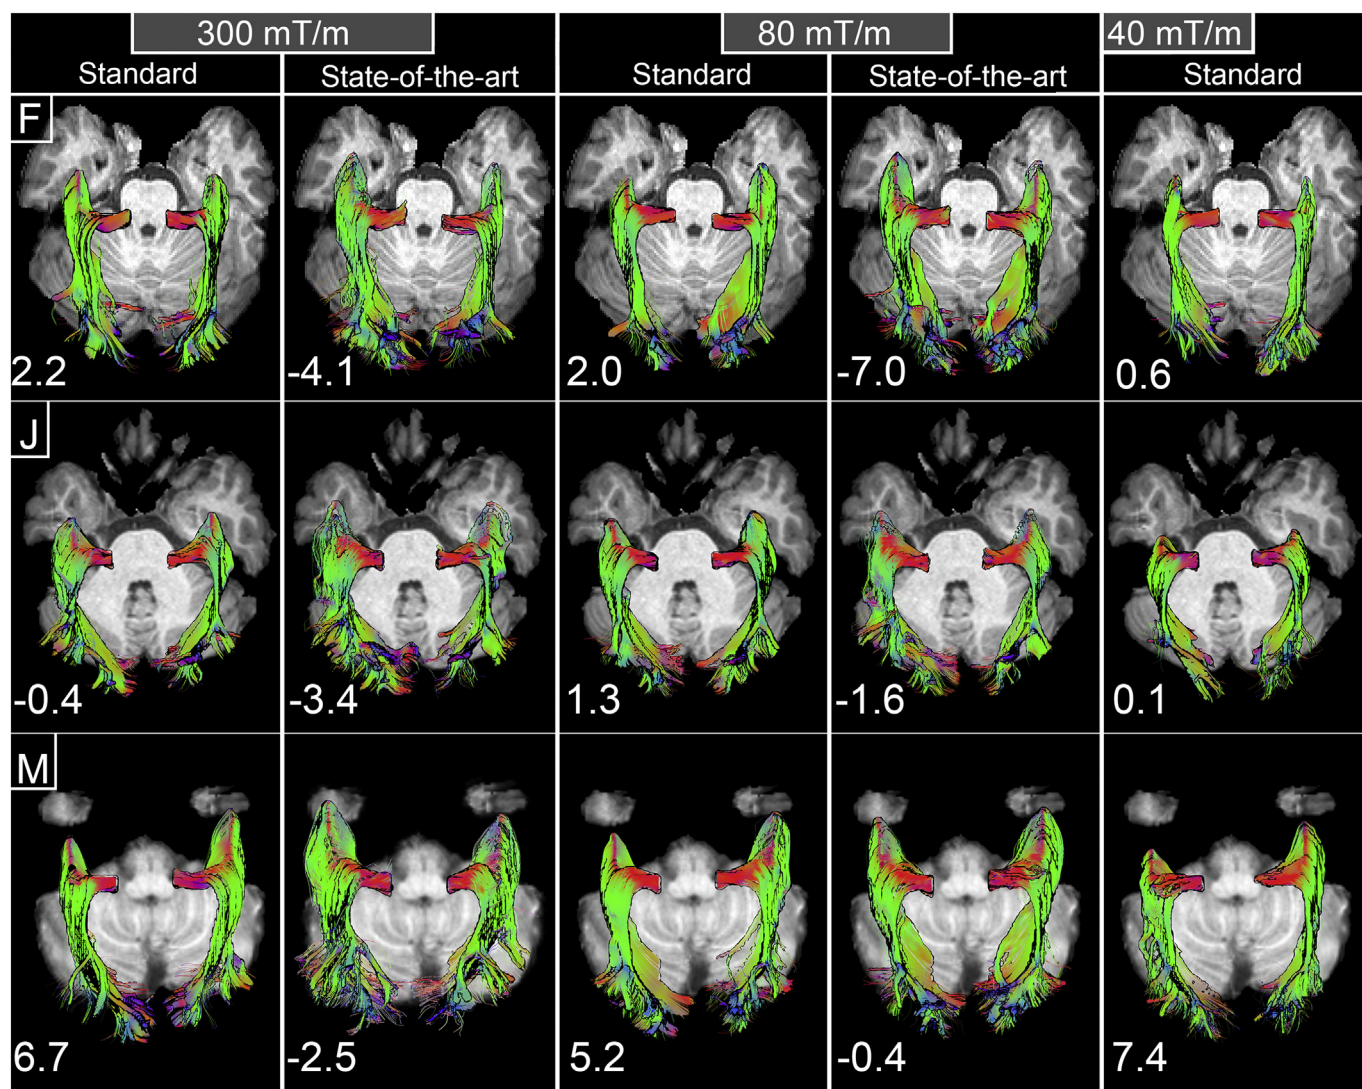 300 mT/m 80 mT/m 40 mT/m
Standard State-of-the-art Standard State-of-the-art Standard
F
2.2 -4.1 2.0 -7.0 0.6
J
-0.4 -3.4 1.3 -1.6 0.1
M
6.7 -2.5 5.2 -0.4 7.4